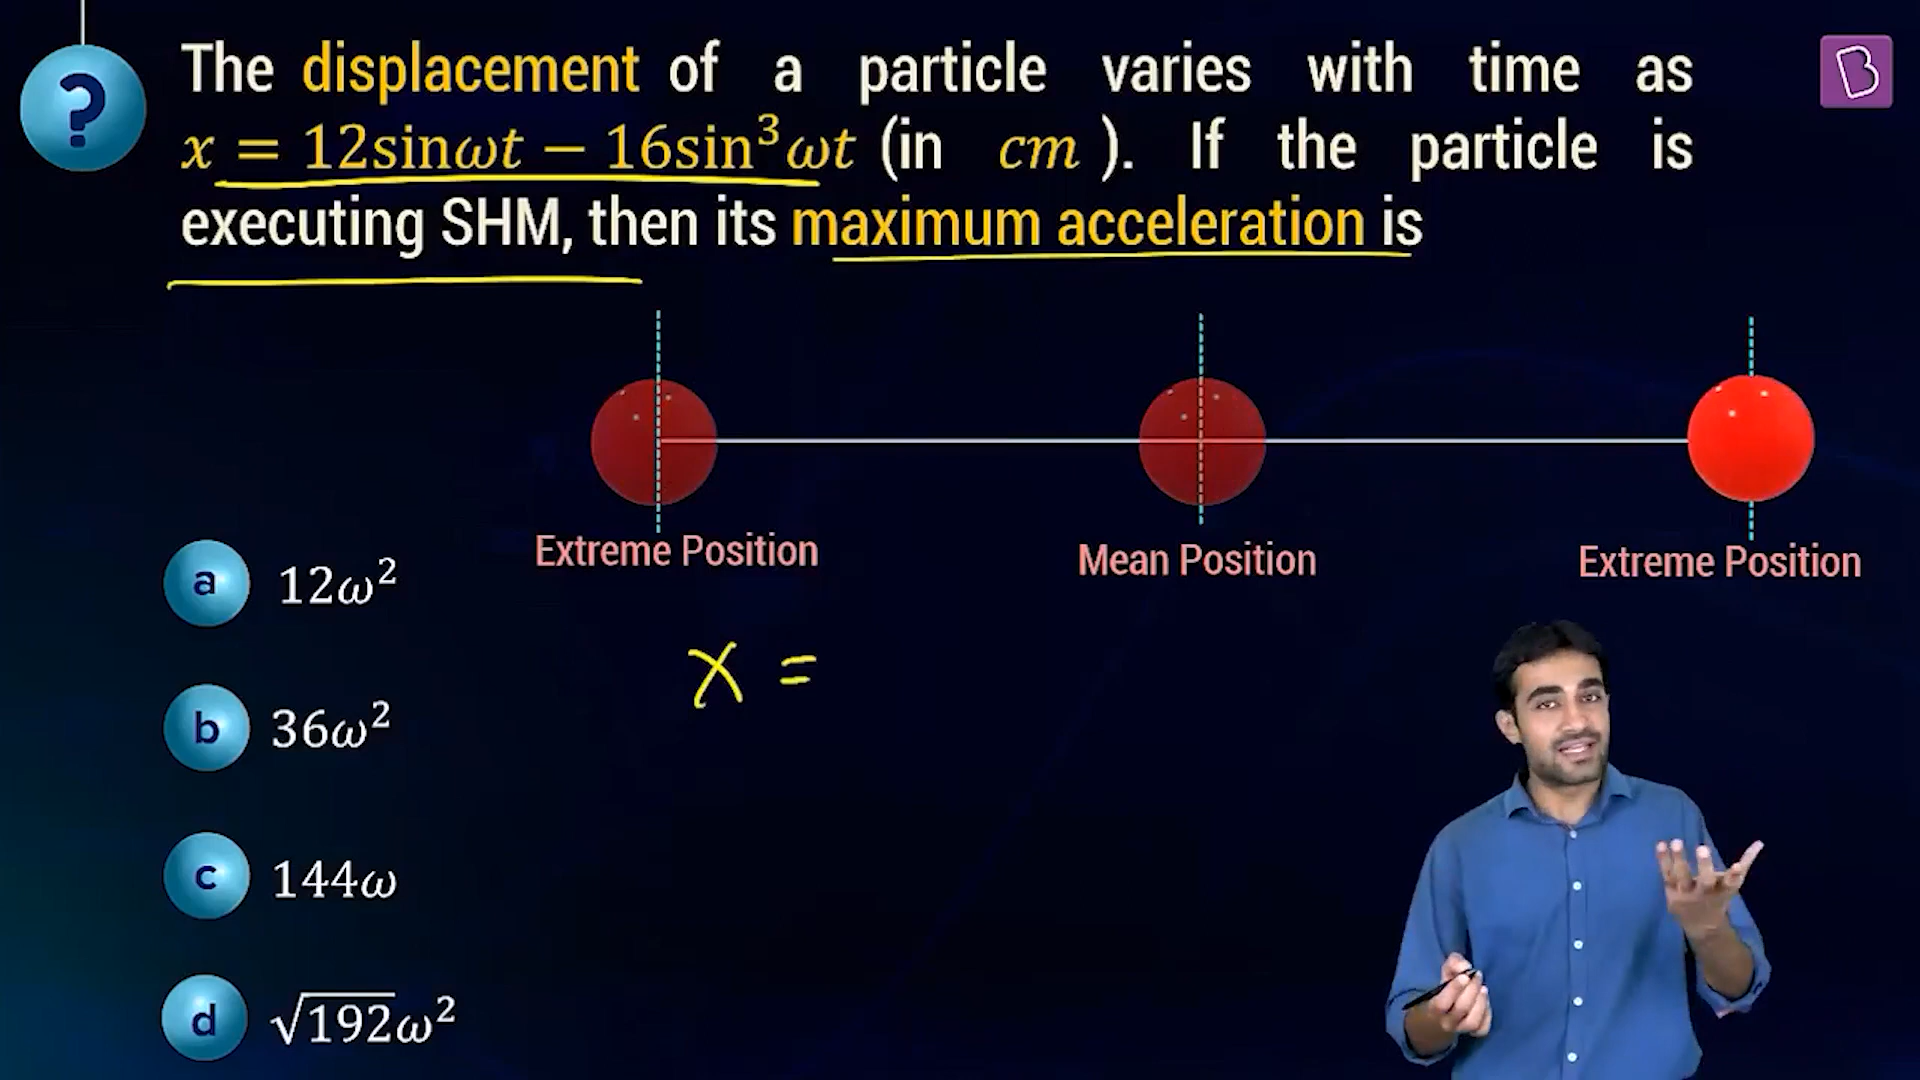 ?
The displacement of a particle varies with time as
x = 12sinωt − 16sin³ωt (in cm ). If the particle is
executing SHM, then its maximum acceleration is
B
Extreme Position
Mean Position
Extreme Position
a 12ω²
x =
b 36ω²
c 144ω
d √192ω²